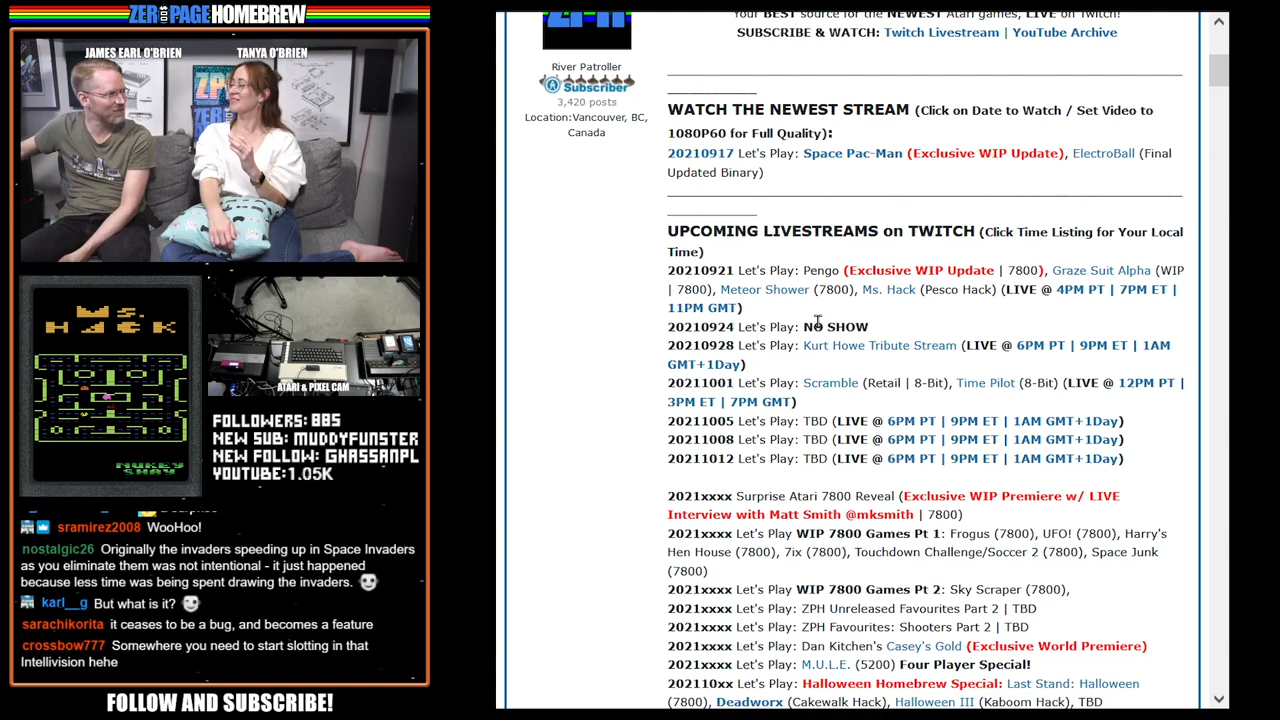 ZEROPAGE HOMEBREW
JAMES EARL O'BRIEN
TANYA O'BRIEN
MS.
HACK
NUKEY
SHAY
ATARI & PIXEL CAM
FOLLOWERS: 885
NEW SUB: MUDDYFUNSTER
NEW FOLLOW: GHASSANPL
YOUTUBE:1.05K
sramirez2008 WooHoo!
nostalgic26 Originally the invaders speeding up in Space Invaders
as you eliminate them was not intentional - it just happened
because less time was being spent drawing the invaders.
karl__g But what is it?
sarachikorita it ceases to be a bug, and becomes a feature
crossbow777 Somewhere you need to start slotting in that
Intellivision hehe
FOLLOW AND SUBSCRIBE!
ZPH
River Patroller
Subscriber
3,420 posts
Location:Vancouver, BC,
Canada
Your BEST source for the NEWEST Atari games, LIVE on Twitch!
SUBSCRIBE & WATCH: Twitch Livestream | YouTube Archive
WATCH THE NEWEST STREAM (Click on Date to Watch / Set Video to
1080P60 for Full Quality):
20210917 Let's Play: Space Pac-Man (Exclusive WIP Update), ElectroBall (Final
Updated Binary)
UPCOMING LIVESTREAMS on TWITCH (Click Time Listing for Your Local
Time)
20210921 Let's Play: Pengo (Exclusive WIP Update | 7800), Graze Suit Alpha (WIP
| 7800), Meteor Shower (7800), Ms. Hack (Pesco Hack) (LIVE @ 4PM PT | 7PM ET |
11PM GMT)
20210924 Let's Play: NO SHOW
20210928 Let's Play: Kurt Howe Tribute Stream (LIVE @ 6PM PT | 9PM ET | 1AM
GMT+1Day)
20211001 Let's Play: Scramble (Retail | 8-Bit), Time Pilot (8-Bit) (LIVE @ 12PM PT |
3PM ET | 7PM GMT)
20211005 Let's Play: TBD (LIVE @ 6PM PT | 9PM ET | 1AM GMT+1Day)
20211008 Let's Play: TBD (LIVE @ 6PM PT | 9PM ET | 1AM GMT+1Day)
20211012 Let's Play: TBD (LIVE @ 6PM PT | 9PM ET | 1AM GMT+1Day)
2021xxxx Surprise Atari 7800 Reveal (Exclusive WIP Premiere w/ LIVE
Interview with Matt Smith @mksmith | 7800)
2021xxxx Let's Play WIP 7800 Games Pt 1: Frogus (7800), UFO! (7800), Harry's
Hen House (7800), 7ix (7800), Touchdown Challenge/Soccer 2 (7800), Space Junk
(7800)
2021xxxx Let's Play WIP 7800 Games Pt 2: Sky Scraper (7800),
2021xxxx Let's Play: ZPH Unreleased Favourites Part 2 | TBD
2021xxxx Let's Play: ZPH Favourites: Shooters Part 2 | TBD
2021xxxx Let's Play: Dan Kitchen's Casey's Gold (Exclusive World Premiere)
2021xxxx Let's Play: M.U.L.E. (5200) Four Player Special!
202110xx Let's Play: Halloween Homebrew Special: Last Stand: Halloween
(7800), Deadworx (Cakewalk Hack), Halloween III (Kaboom Hack), TBD